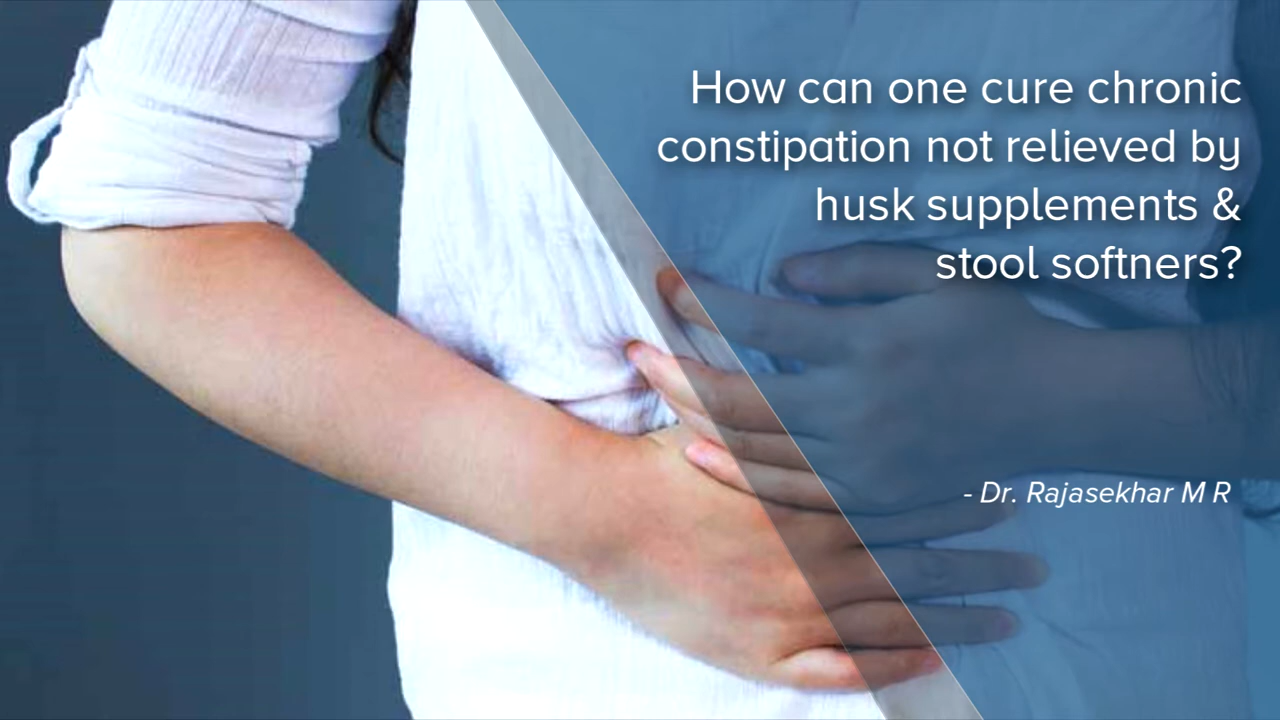 How can one cure chronic
constipation not relieved by
husk supplements &
stool softners?
- Dr. Rajasekhar M R